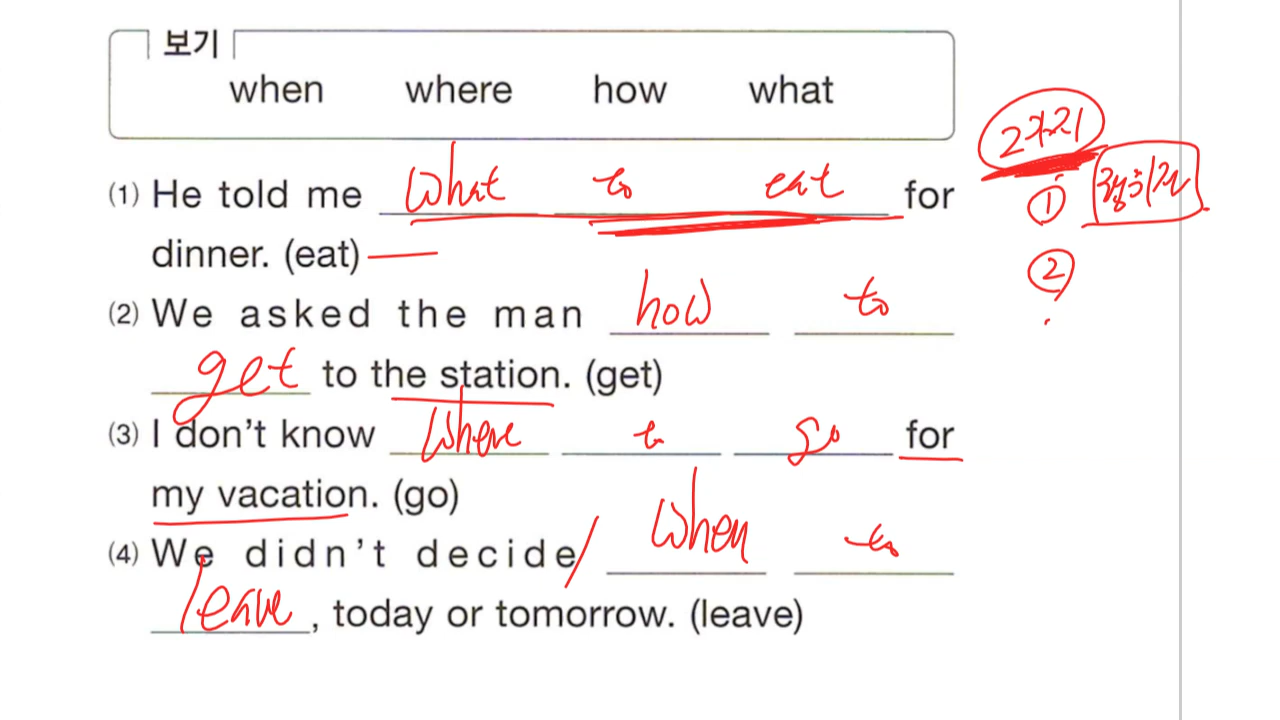 보기
when where how what
(1) He told me what to eat for
dinner. (eat)
(2) We asked the man how to
get to the station. (get)
(3) I don't know where to go for
my vacation. (go)
(4) We didn't decide / when to
leave, today or tomorrow. (leave)
2가지
①
②